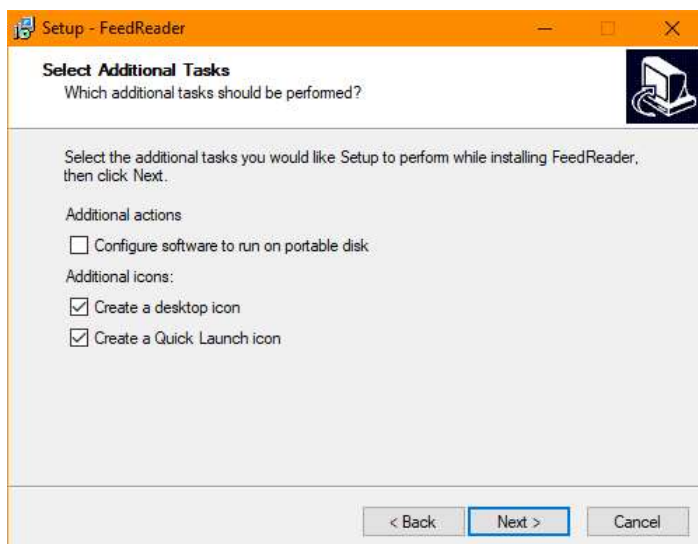 Setup - FeedReader
Select Additional Tasks
Which additional tasks should be performed?
Select the additional tasks you would like Setup to perform while installing FeedReader,
then click Next.
Additional actions
Configure software to run on portable disk
Additional icons:
Create a desktop icon
Create a Quick Launch icon
< Back
Next >
Cancel